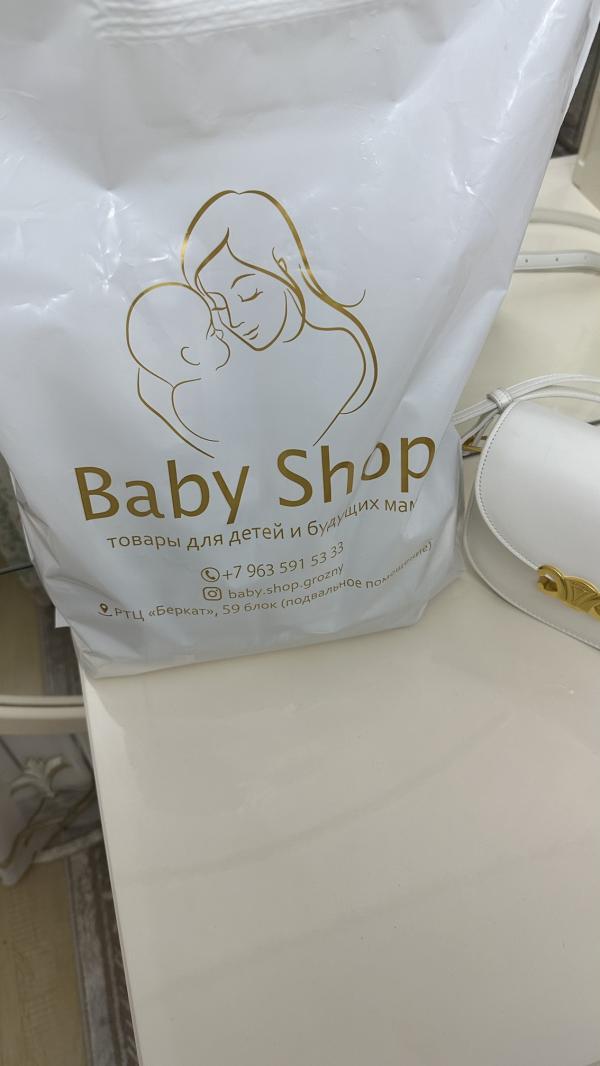 Baby Shop
товары для детей и будущих мам
+7 963 591 53 33
baby.shop.grozny
РТЦ «Беркат», 59 блок (подвальное помещение)